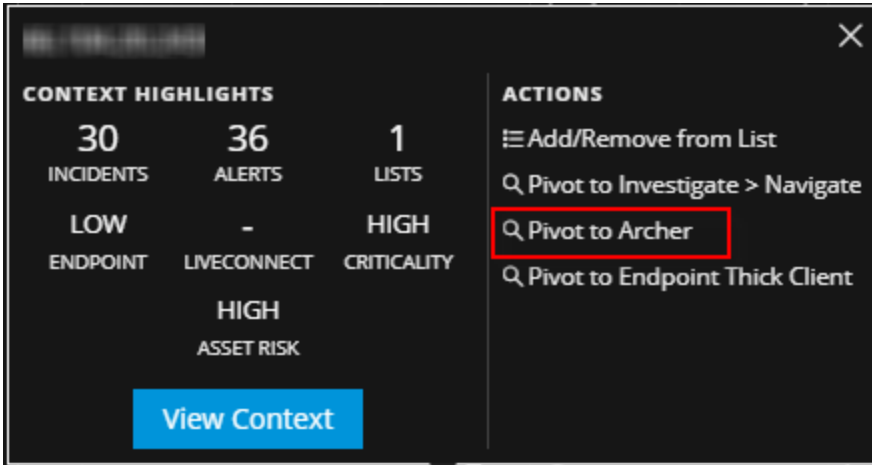 CONTEXT HIGHLIGHTS
30 36 1
INCIDENTS ALERTS LISTS
LOW - HIGH
ENDPOINT LIVECONNECT CRITICALITY
HIGH
ASSET RISK
View Context
ACTIONS
Add/Remove from List
Pivot to Investigate > Navigate
Pivot to Archer
Pivot to Endpoint Thick Client